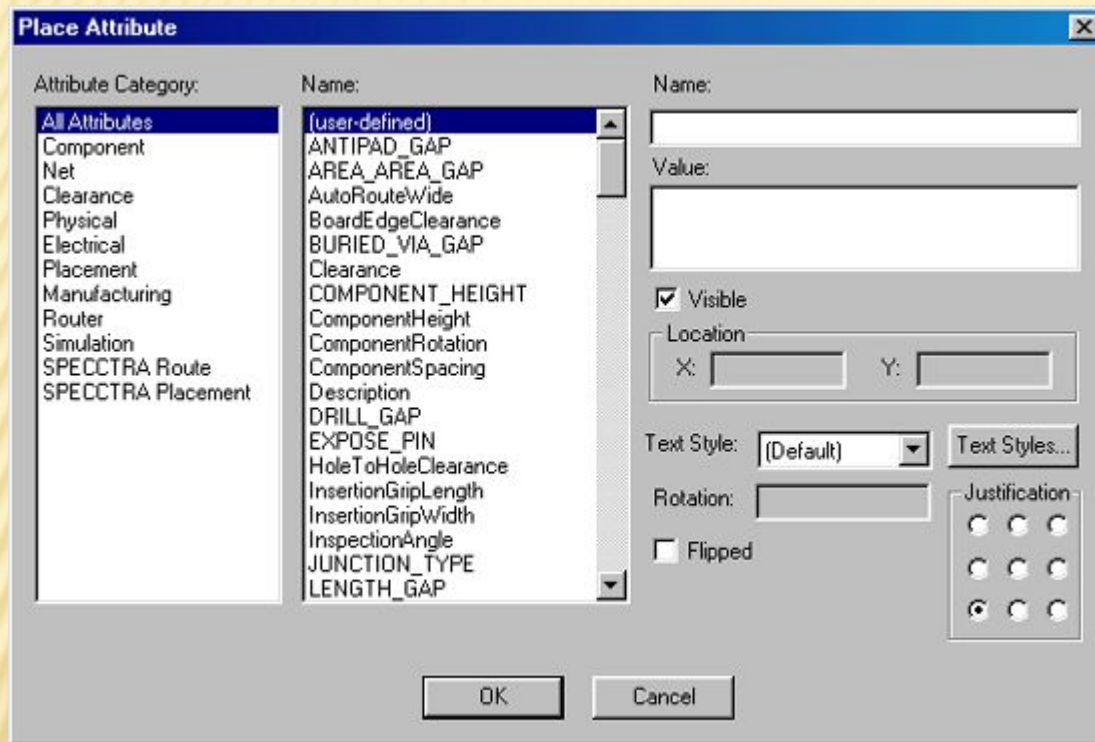 Place Attribute
Attribute Category:
All Attributes
Component
Net
Clearance
Physical
Electrical
Placement
Manufacturing
Router
Simulation
SPECCTRA Route
SPECCTRA Placement
Name:
(user-defined)
ANTIPAD_GAP
AREA_AREA_GAP
AutoRouteWide
BoardEdgeClearance
BURIED_VIA_GAP
Clearance
COMPONENT_HEIGHT
ComponentHeight
ComponentRotation
ComponentSpacing
Description
DRILL_GAP
EXPOSE_PIN
HoleToHoleClearance
InsertionGripLength
InsertionGripWidth
InspectionAngle
JUNCTION_TYPE
LENGTH_GAP
Name:
Value:
Visible
Location
X: Y:
Text Style: (Default) Text Styles...
Rotation:
Justification
Flipped
OK Cancel